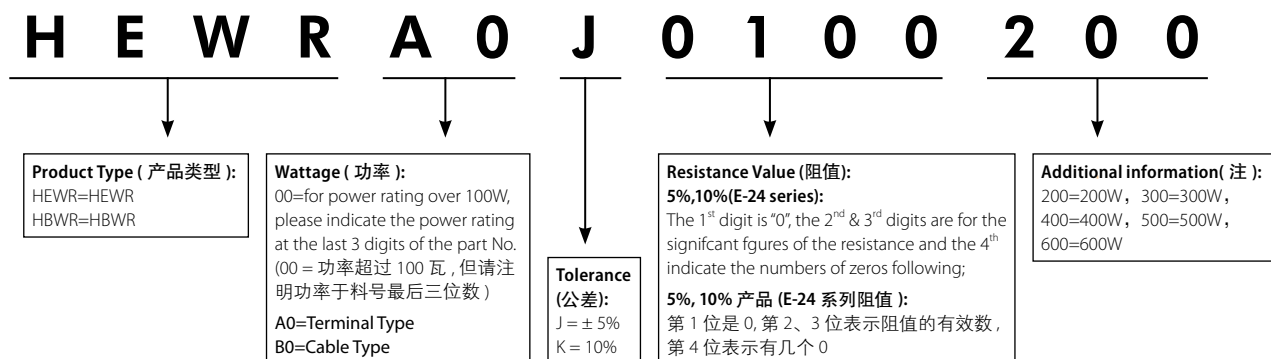 H E W R A 0 J 0 1 0 0 2 0 0
Product Type ( 产品类型 ):
HEWR=HEWR
HBWR=HBWR
Wattage ( 功率 ):
00=for power rating over 100W,
please indicate the power rating
at the last 3 digits of the part No.
(00 = 功率超过 100 瓦 , 但请注
明功率于料号最后三位数 )
A0=Terminal Type
B0=Cable Type
Tolerance
(公差):
J = ± 5%
K = 10%
Resistance Value (阻值):
5%,10%(E-24 series):
The 1st digit is “0”, the 2nd & 3rd digits are for the
signifcant fgures of the resistance and the 4th
indicate the numbers of zeros following;
5%, 10% 产品 (E-24 系列阻值 ):
第 1 位是 0, 第 2、3 位表示阻值的有效数 ,
第 4 位表示有几个 0
Additional information( 注 ):
200=200W，300=300W，
400=400W，500=500W，
600=600W